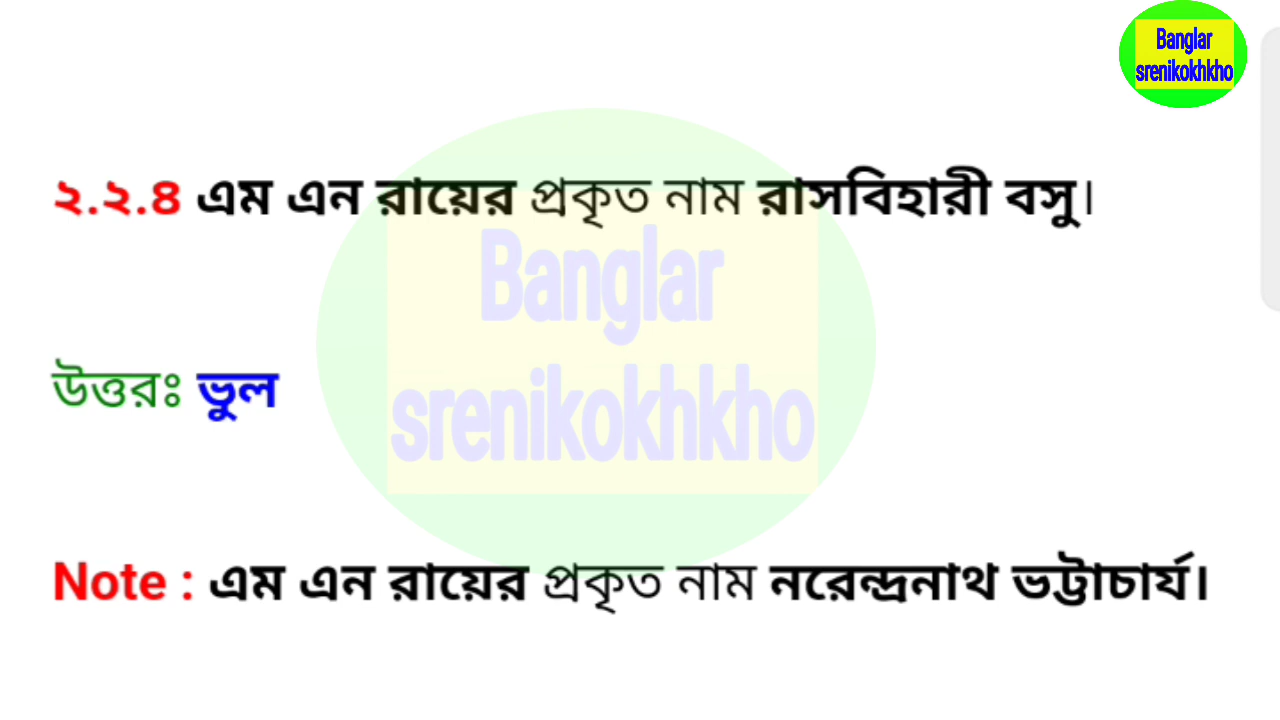 Banglar
srenikokhkho
২.২.৪ এম এন রায়ের প্রকৃত নাম রাসবিহারী বসু।
Banglar
উত্তরঃ ভুল
srenikokhkho
Note : এম এন রায়ের প্রকৃত নাম নরেন্দ্রনাথ ভট্টাচার্য।